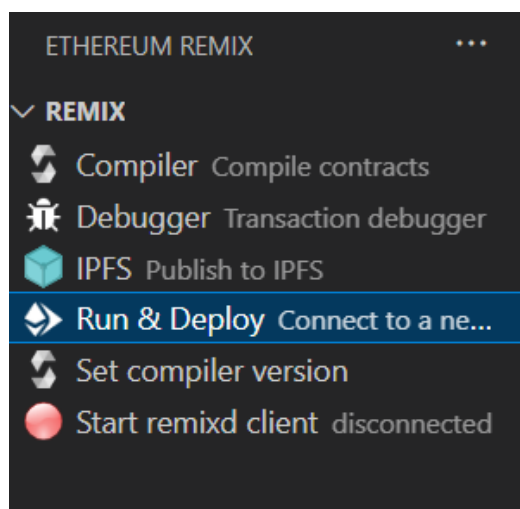 ETHEREUM REMIX ...
REMIX
Compiler Compile contracts
Debugger Transaction debugger
IPFS Publish to IPFS
Run & Deploy Connect to a ne...
Set compiler version
Start remixd client disconnected